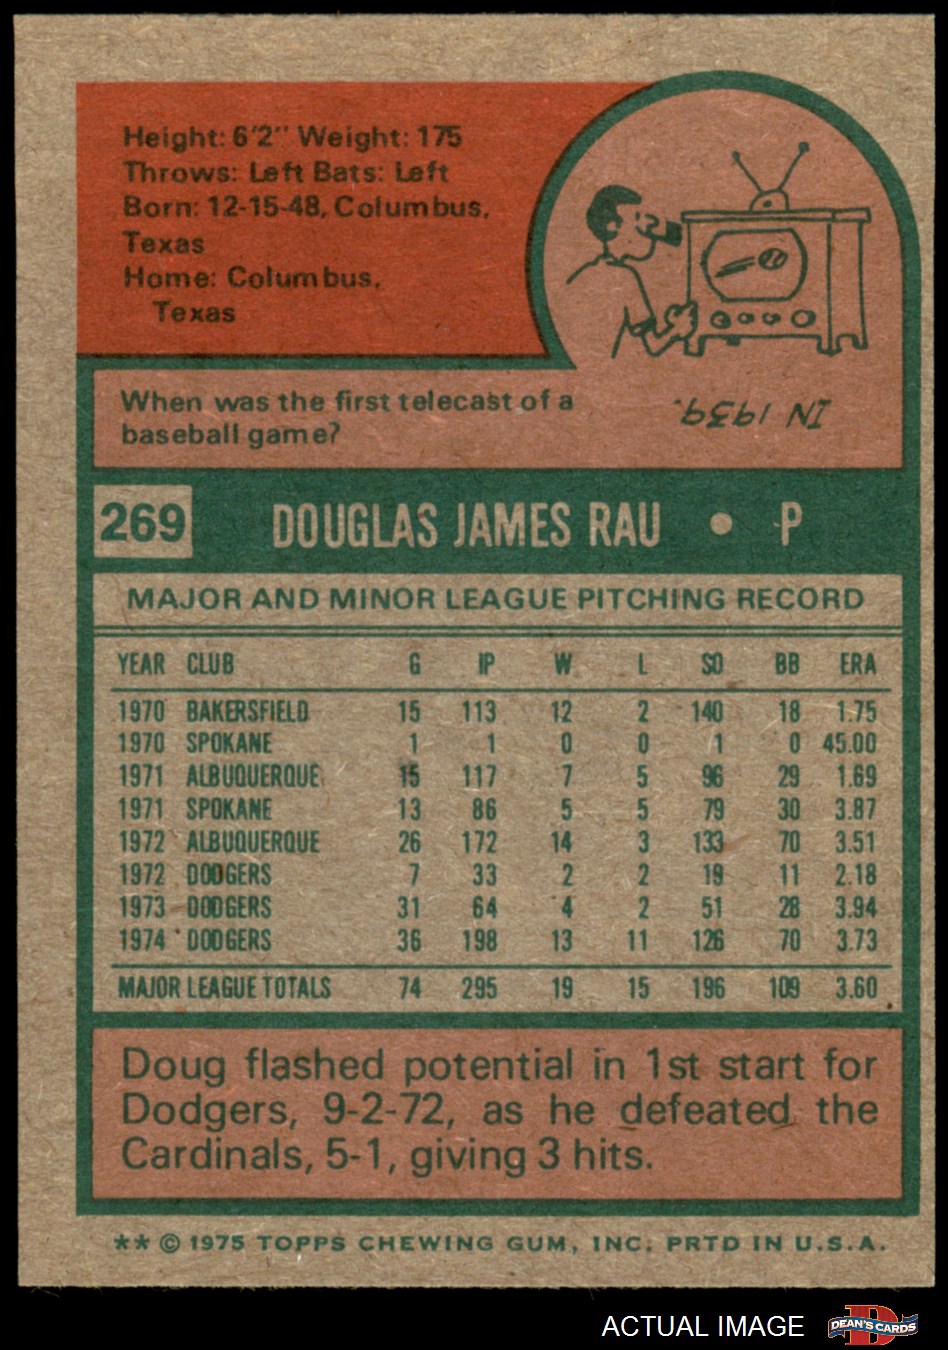 Height: 6'2" Weight: 175
Throws: Left Bats: Left
Born: 12-15-48, Columbus,
Texas
Home: Columbus,
Texas
When was the first telecast of a
baseball game?
IN 1939.
269 DOUGLAS JAMES RAU • P
MAJOR AND MINOR LEAGUE PITCHING RECORD
YEAR CLUB G IP W L SO BB ERA
1970 BAKERSFIELD 15 113 12 2 140 18 1.75
1970 SPOKANE 1 1 0 0 1 0 45.00
1971 ALBUQUERQUE 15 117 7 5 96 29 1.69
1971 SPOKANE 13 86 5 5 79 30 3.87
1972 ALBUQUERQUE 26 172 14 3 133 70 3.51
1972 DODGERS 7 33 2 2 19 11 2.18
1973 DODGERS 31 64 4 2 51 28 3.94
1974 DODGERS 36 198 13 11 126 70 3.73
MAJOR LEAGUE TOTALS 74 295 19 15 196 109 3.60
Doug flashed potential in 1st start for
Dodgers, 9-2-72, as he defeated the
Cardinals, 5-1, giving 3 hits.
** © 1975 TOPPS CHEWING GUM, INC. PRTD IN U.S.A.
ACTUAL IMAGE
DEAN'S CARDS